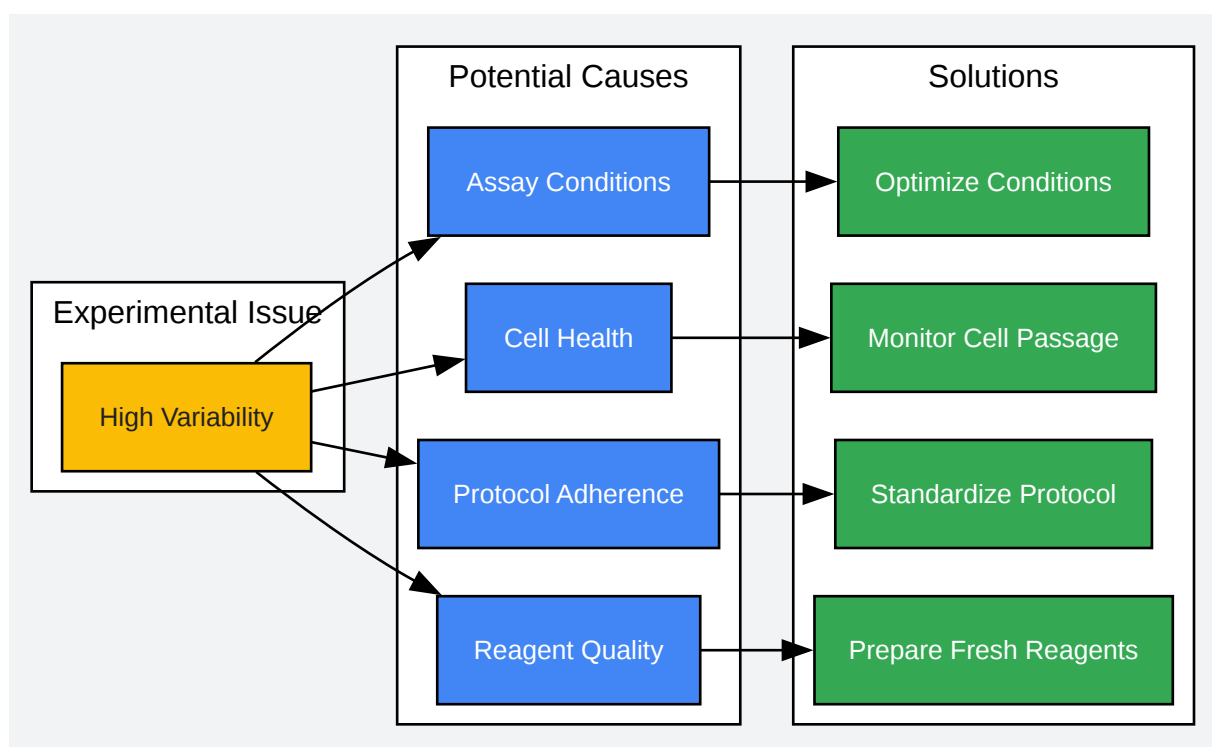 Potential Causes
Solutions
Assay Conditions
Optimize Conditions
Experimental Issue
Cell Health
Monitor Cell Passage
High Variability
Protocol Adherence
Standardize Protocol
Reagent Quality
Prepare Fresh Reagents